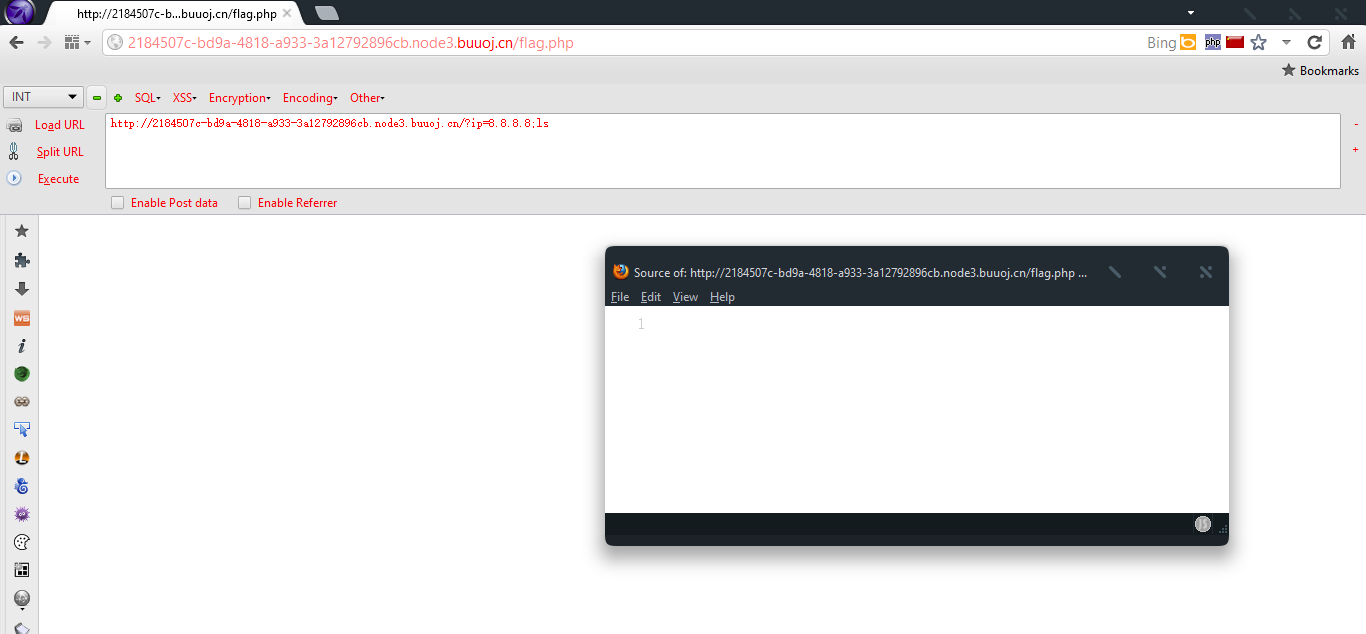 http://2184507c-b...buuoj.cn/flag.php
2184507c-bd9a-4818-a933-3a12792896cb.node3.buuoj.cn/flag.php Bing php
Bookmarks
INT SQL XSS Encryption Encoding Other
Load URL http://2184507c-bd9a-4818-a933-3a12792896cb.node3.buuoj.cn/?ip=8.8.8.8;ls
Split URL
Execute
Enable Post data Enable Referrer
Source of: http://2184507c-bd9a-4818-a933-3a12792896cb.node3.buuoj.cn/flag.php ...
File Edit View Help
1
WS
i
L
JS